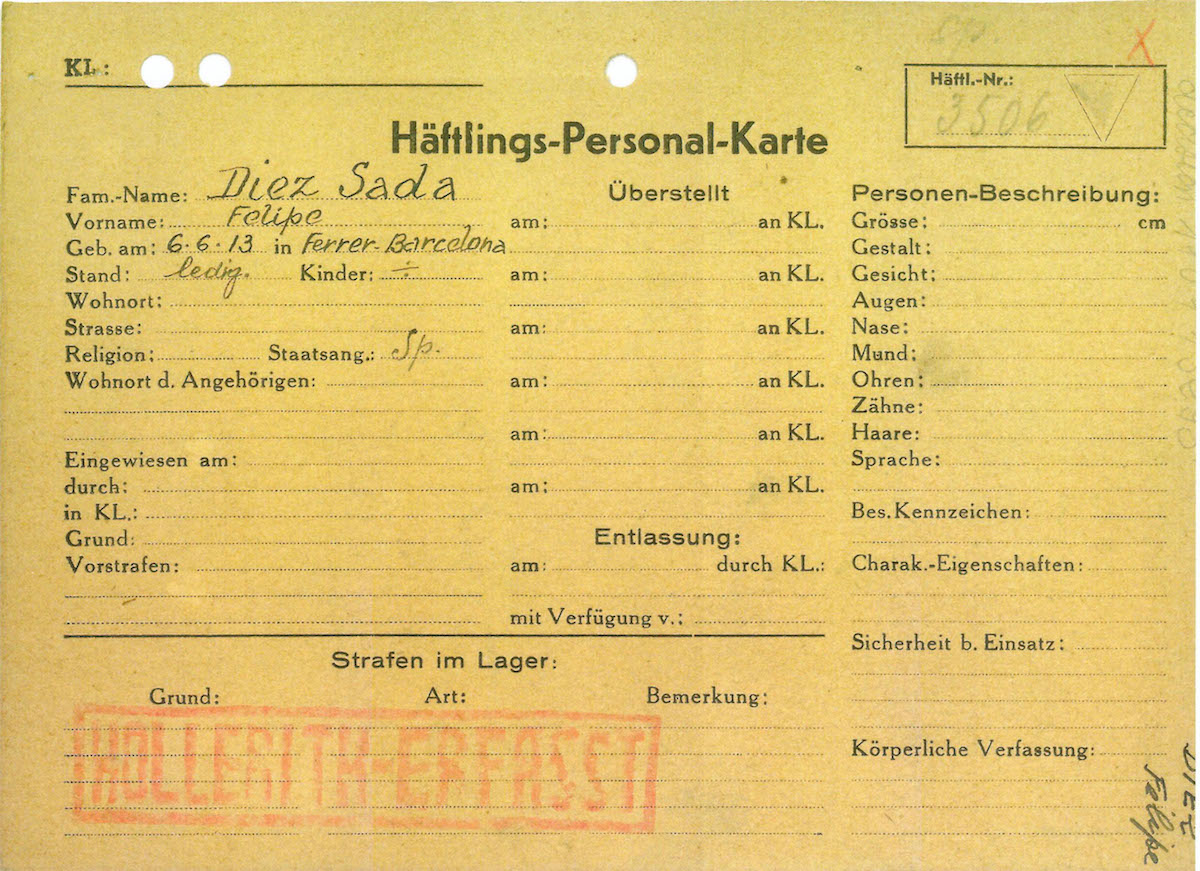 Sp.
KL.:
Häftl.-Nr.:
3506
Häftlings-Personal-Karte
Fam.-Name: Diez Sada
Vorname: Felipe
Geb. am: 6.6.13 in Ferrer-Barcelona
Stand: ledig. Kinder: ÷
Wohnort:
Strasse:
Religion: Staatsang.: Sp.
Wohnort d. Angehörigen:
Eingewiesen am:
durch:
in KL.:
Grund:
Vorstrafen:
Überstellt
am: an KL.
am: an KL.
am: an KL.
am: an KL.
am: an KL.
am: an KL.
Entlassung:
am: durch KL.:
mit Verfügung v.:
Personen-Beschreibung:
Grösse: cm
Gestalt:
Gesicht:
Augen:
Nase:
Mund:
Ohren:
Zähne:
Haare:
Sprache:
Bes. Kennzeichen:
Charak.-Eigenschaften:
Sicherheit b. Einsatz:
Körperliche Verfassung:
Strafen im Lager:
Grund: Art: Bemerkung:
HOLLERITH-ERFASST
DIEZ
Felipe